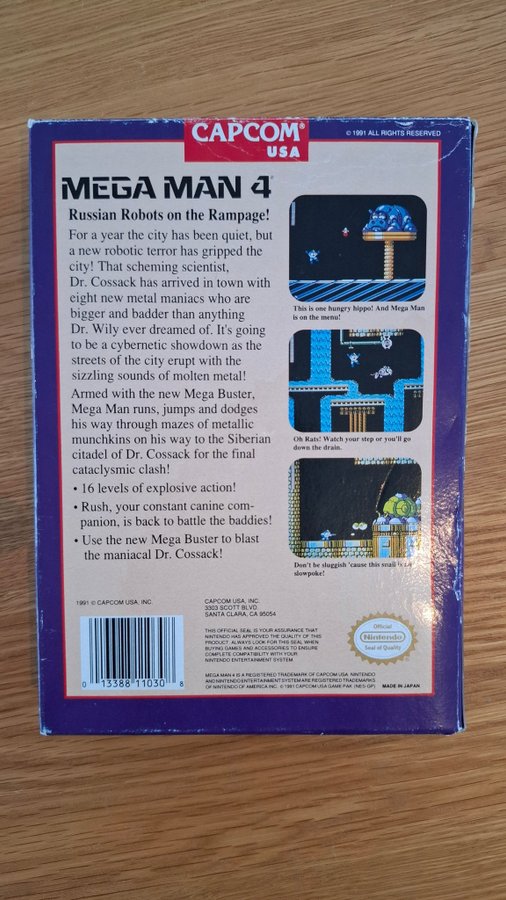 CAPCOM®
USA
© 1991 ALL RIGHTS RESERVED
MEGA MAN 4
Russian Robots on the Rampage!
For a year the city has been quiet, but
a new robotic terror has gripped the
city! That scheming scientist,
Dr. Cossack has arrived in town with
eight new metal maniacs who are
bigger and badder than anything
Dr. Wily ever dreamed of. It's going
to be a cybernetic showdown as the
streets of the city erupt with the
sizzling sounds of molten metal!
Armed with the new Mega Buster,
Mega Man runs, jumps and dodges
his way through mazes of metallic
munchkins on his way to the Siberian
citadel of Dr. Cossack for the final
cataclysmic clash!
• 16 levels of explosive action!
• Rush, your constant canine com-
panion, is back to battle the baddies!
• Use the new Mega Buster to blast
the maniacal Dr. Cossack!
This is one hungry hippo! And Mega Man
is on the menu!
Oh Rats! Watch your step or you'll go
down the drain.
Don't be sluggish 'cause this snail is
slowpoke!
1991 © CAPCOM USA, INC.
0 13388 11030 8
CAPCOM USA, INC.
3303 SCOTT BLVD.
SANTA CLARA, CA 95054
THIS OFFICIAL SEAL IS YOUR ASSURANCE THAT
NINTENDO HAS APPROVED THE QUALITY OF THIS
PRODUCT. ALWAYS LOOK FOR THIS SEAL WHEN
BUYING GAMES AND ACCESSORIES TO ENSURE
COMPLETE COMPATIBILITY WITH YOUR
NINTENDO ENTERTAINMENT SYSTEM.
Official
Nintendo
Seal of Quality
MEGA MAN 4 IS A REGISTERED TRADEMARK OF CAPCOM USA. NINTENDO
AND NINTENDO ENTERTAINMENT SYSTEM ARE REGISTERED TRADEMARKS
OF NINTENDO OF AMERICA INC. © 1991 CAPCOM USA GAME PAK (NES-GP)
MADE IN JAPAN